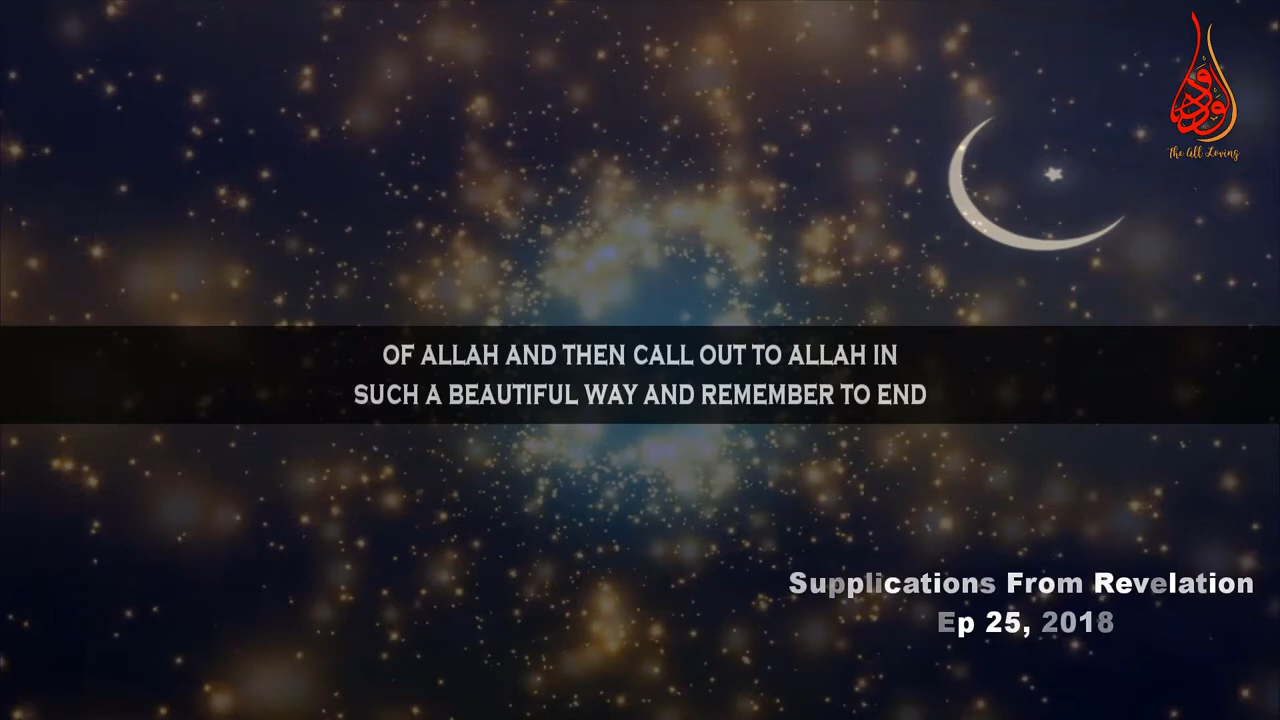 الودود
The All Loving
OF ALLAH AND THEN CALL OUT TO ALLAH IN
SUCH A BEAUTIFUL WAY AND REMEMBER TO END
Supplications From Revelation
Ep 25, 2018